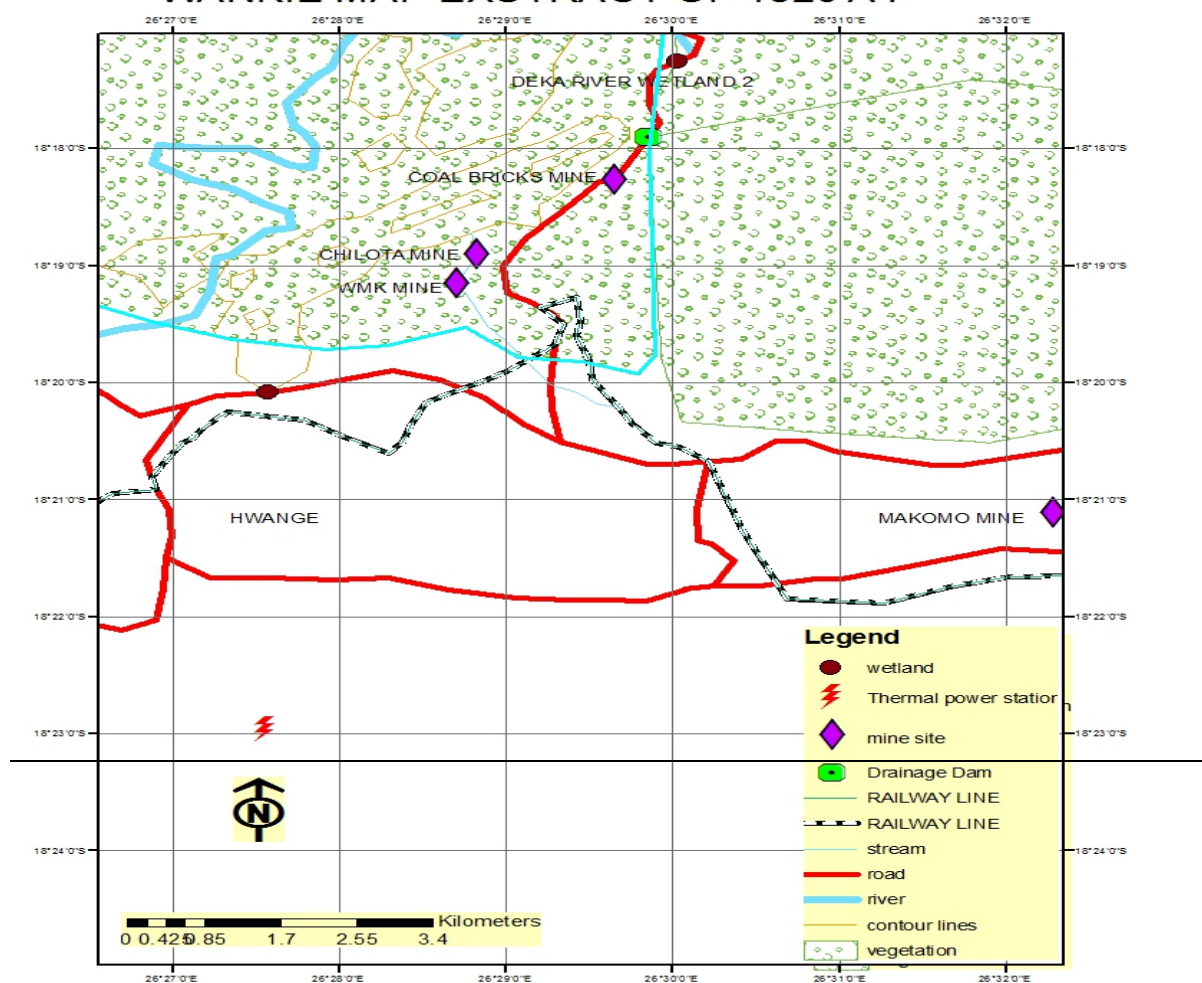 26°27'0"E 26°28'0"E 26°29'0"E 26°30'0"E 26°31'0"E 26°32'0"E
DEKA RIVER WETLAND 2
18°18'0"S 18°18'0"S
COAL BRICKS MINE
CHILOTA MINE
18°19'0"S 18°19'0"S
WMK MINE
18°20'0"S 18°20'0"S
18°21'0"S 18°21'0"S
HWANGE MAKOMO MINE
18°22'0"S 18°22'0"S
18°23'0"S 18°23'0"S
N
18°24'0"S 18°24'0"S
Kilometers
0 0.425 0.85 1.7 2.55 3.4
Legend
wetland
Thermal power station
mine site
Drainage Dam
RAILWAY LINE
RAILWAY LINE
stream
road
river
contour lines
vegetation
26°27'0"E 26°28'0"E 26°29'0"E 26°30'0"E 26°31'0"E 26°32'0"E